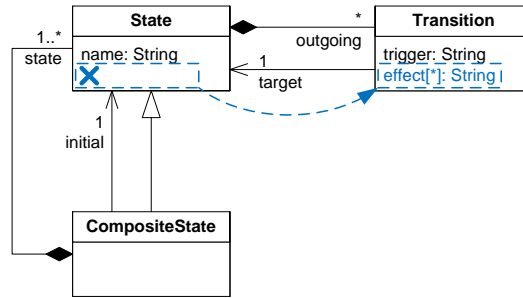 State
Transition
1..*
state
name: String
*
outgoing
trigger: String
effect[*]: String
1
target
1
initial
CompositeState